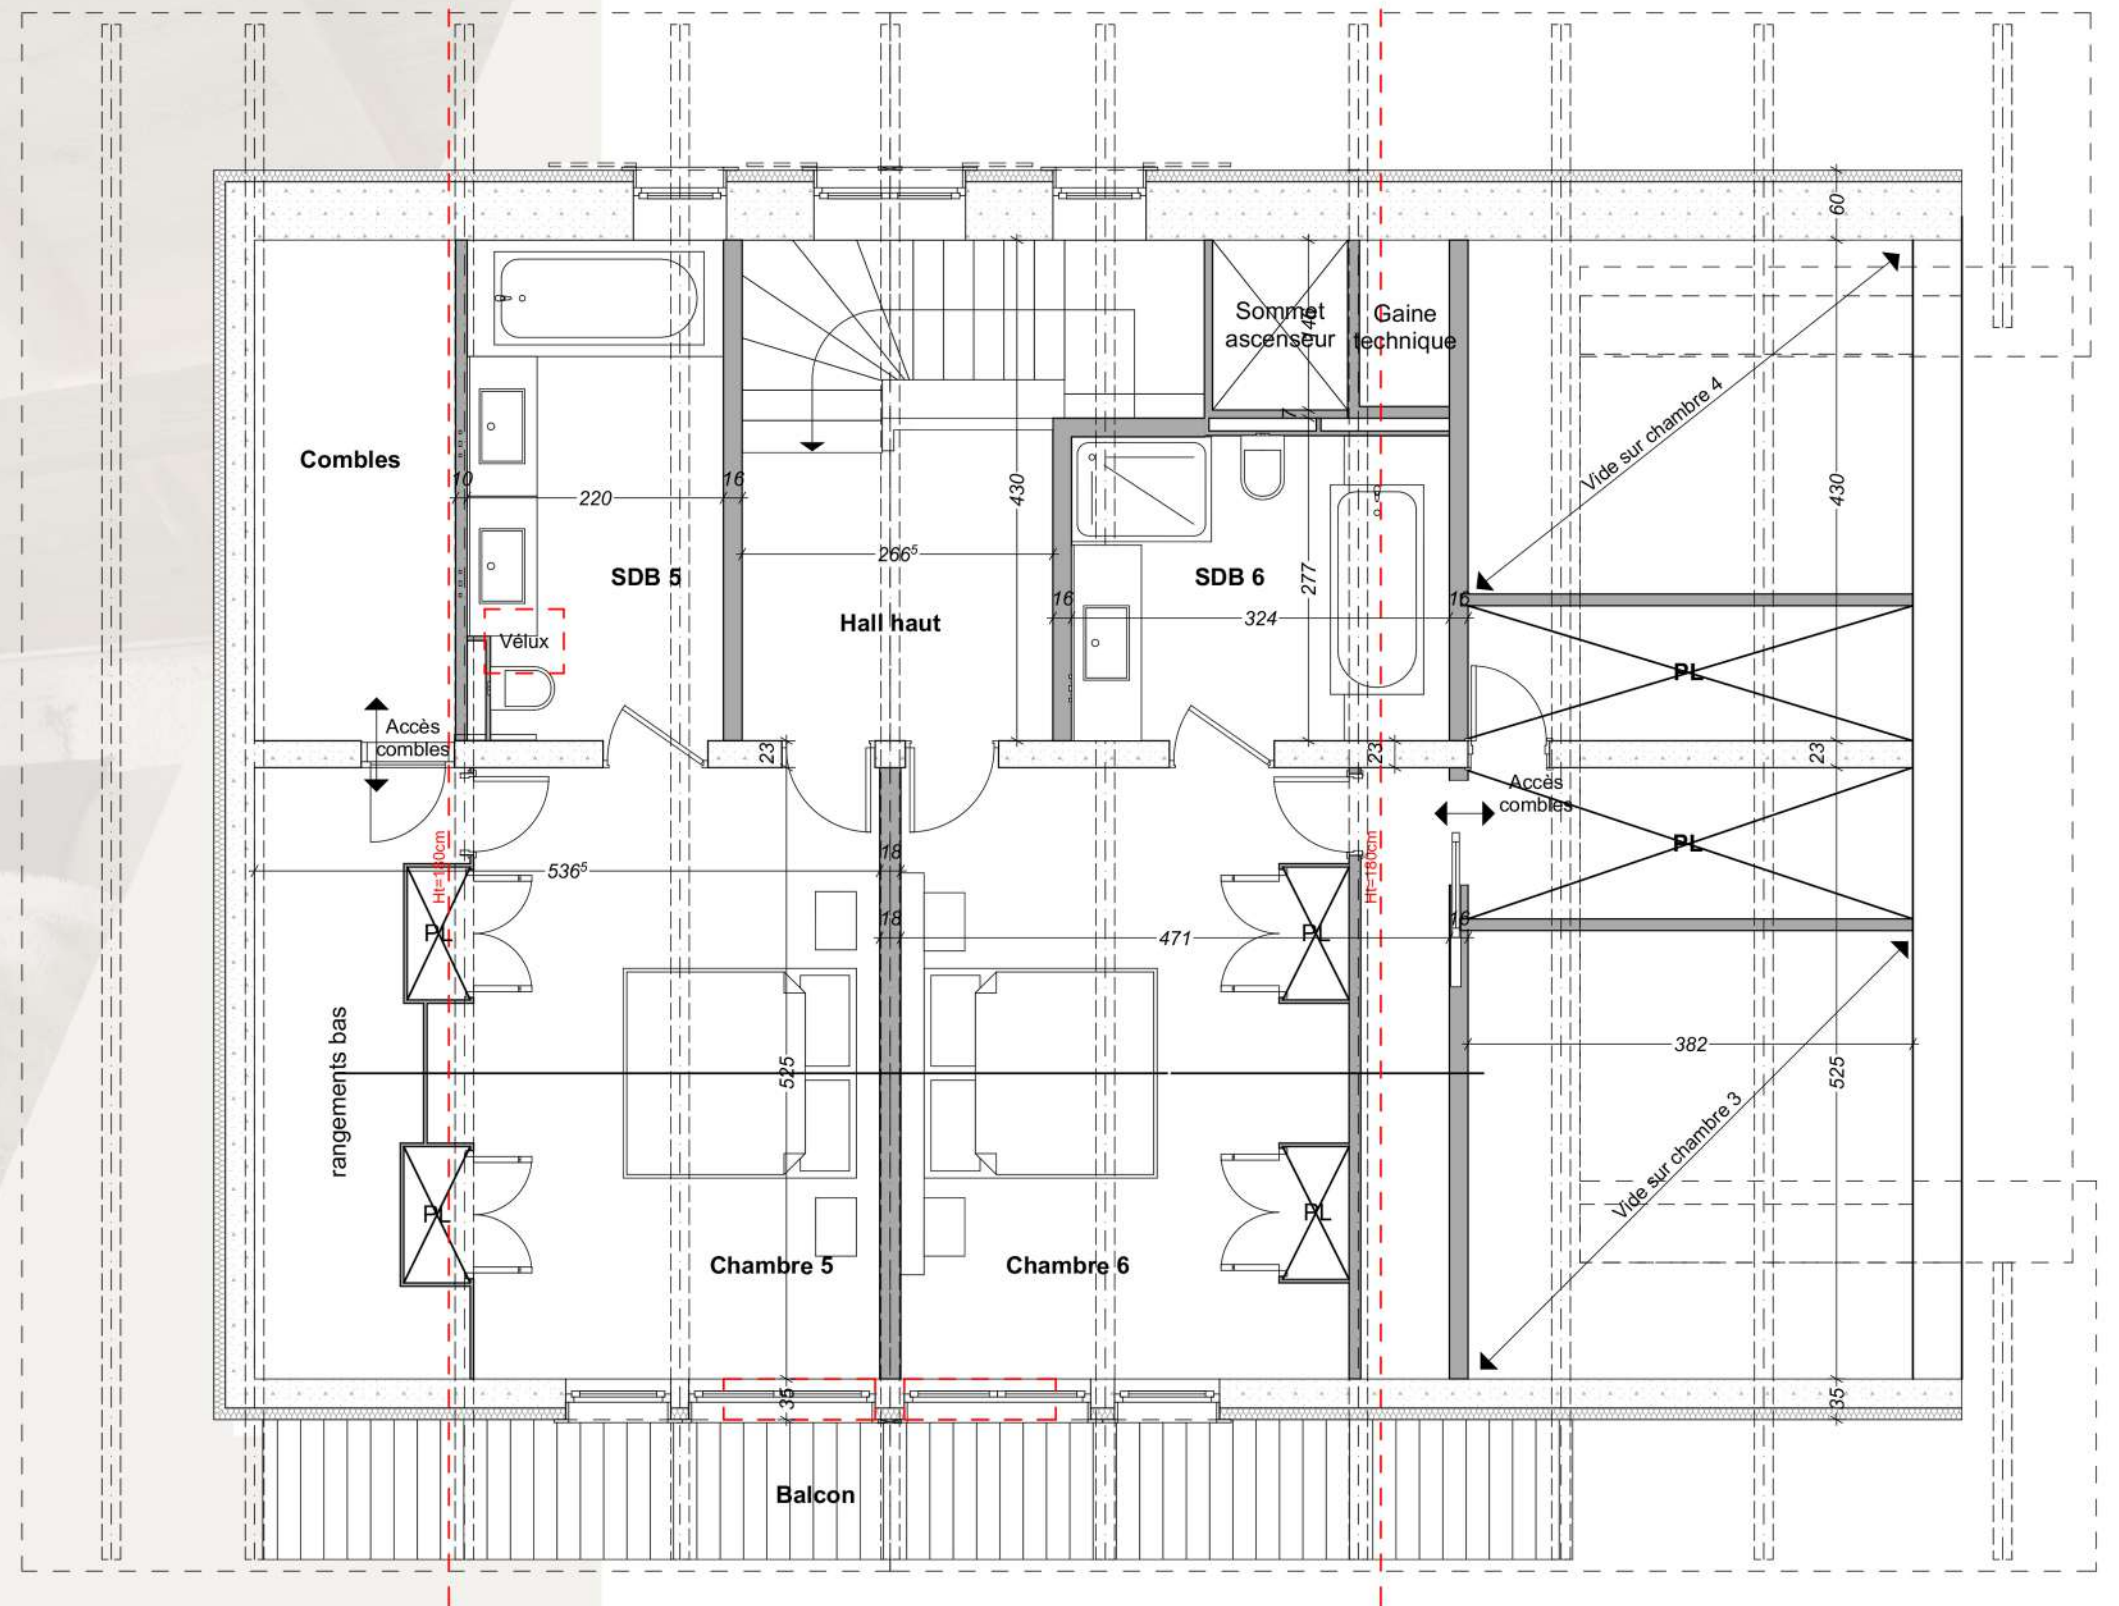 60
Sommet
ascenseur
146
Gaine
technique
7
Vide sur chambre 4
Combles
10
220
16
430
430
266⁵
SDB 5
SDB 6
277
16
324
16
Hall haut
Vélux
PL
Accès
combles
23
23
23
Accès
combles
PL
Ht=180cm
Ht=180cm
536⁵
18
18
471
16
PL
PL
382
rangements bas
525
525
Vide sur chambre 3
PL
PL
Chambre 5
Chambre 6
35
35
Balcon